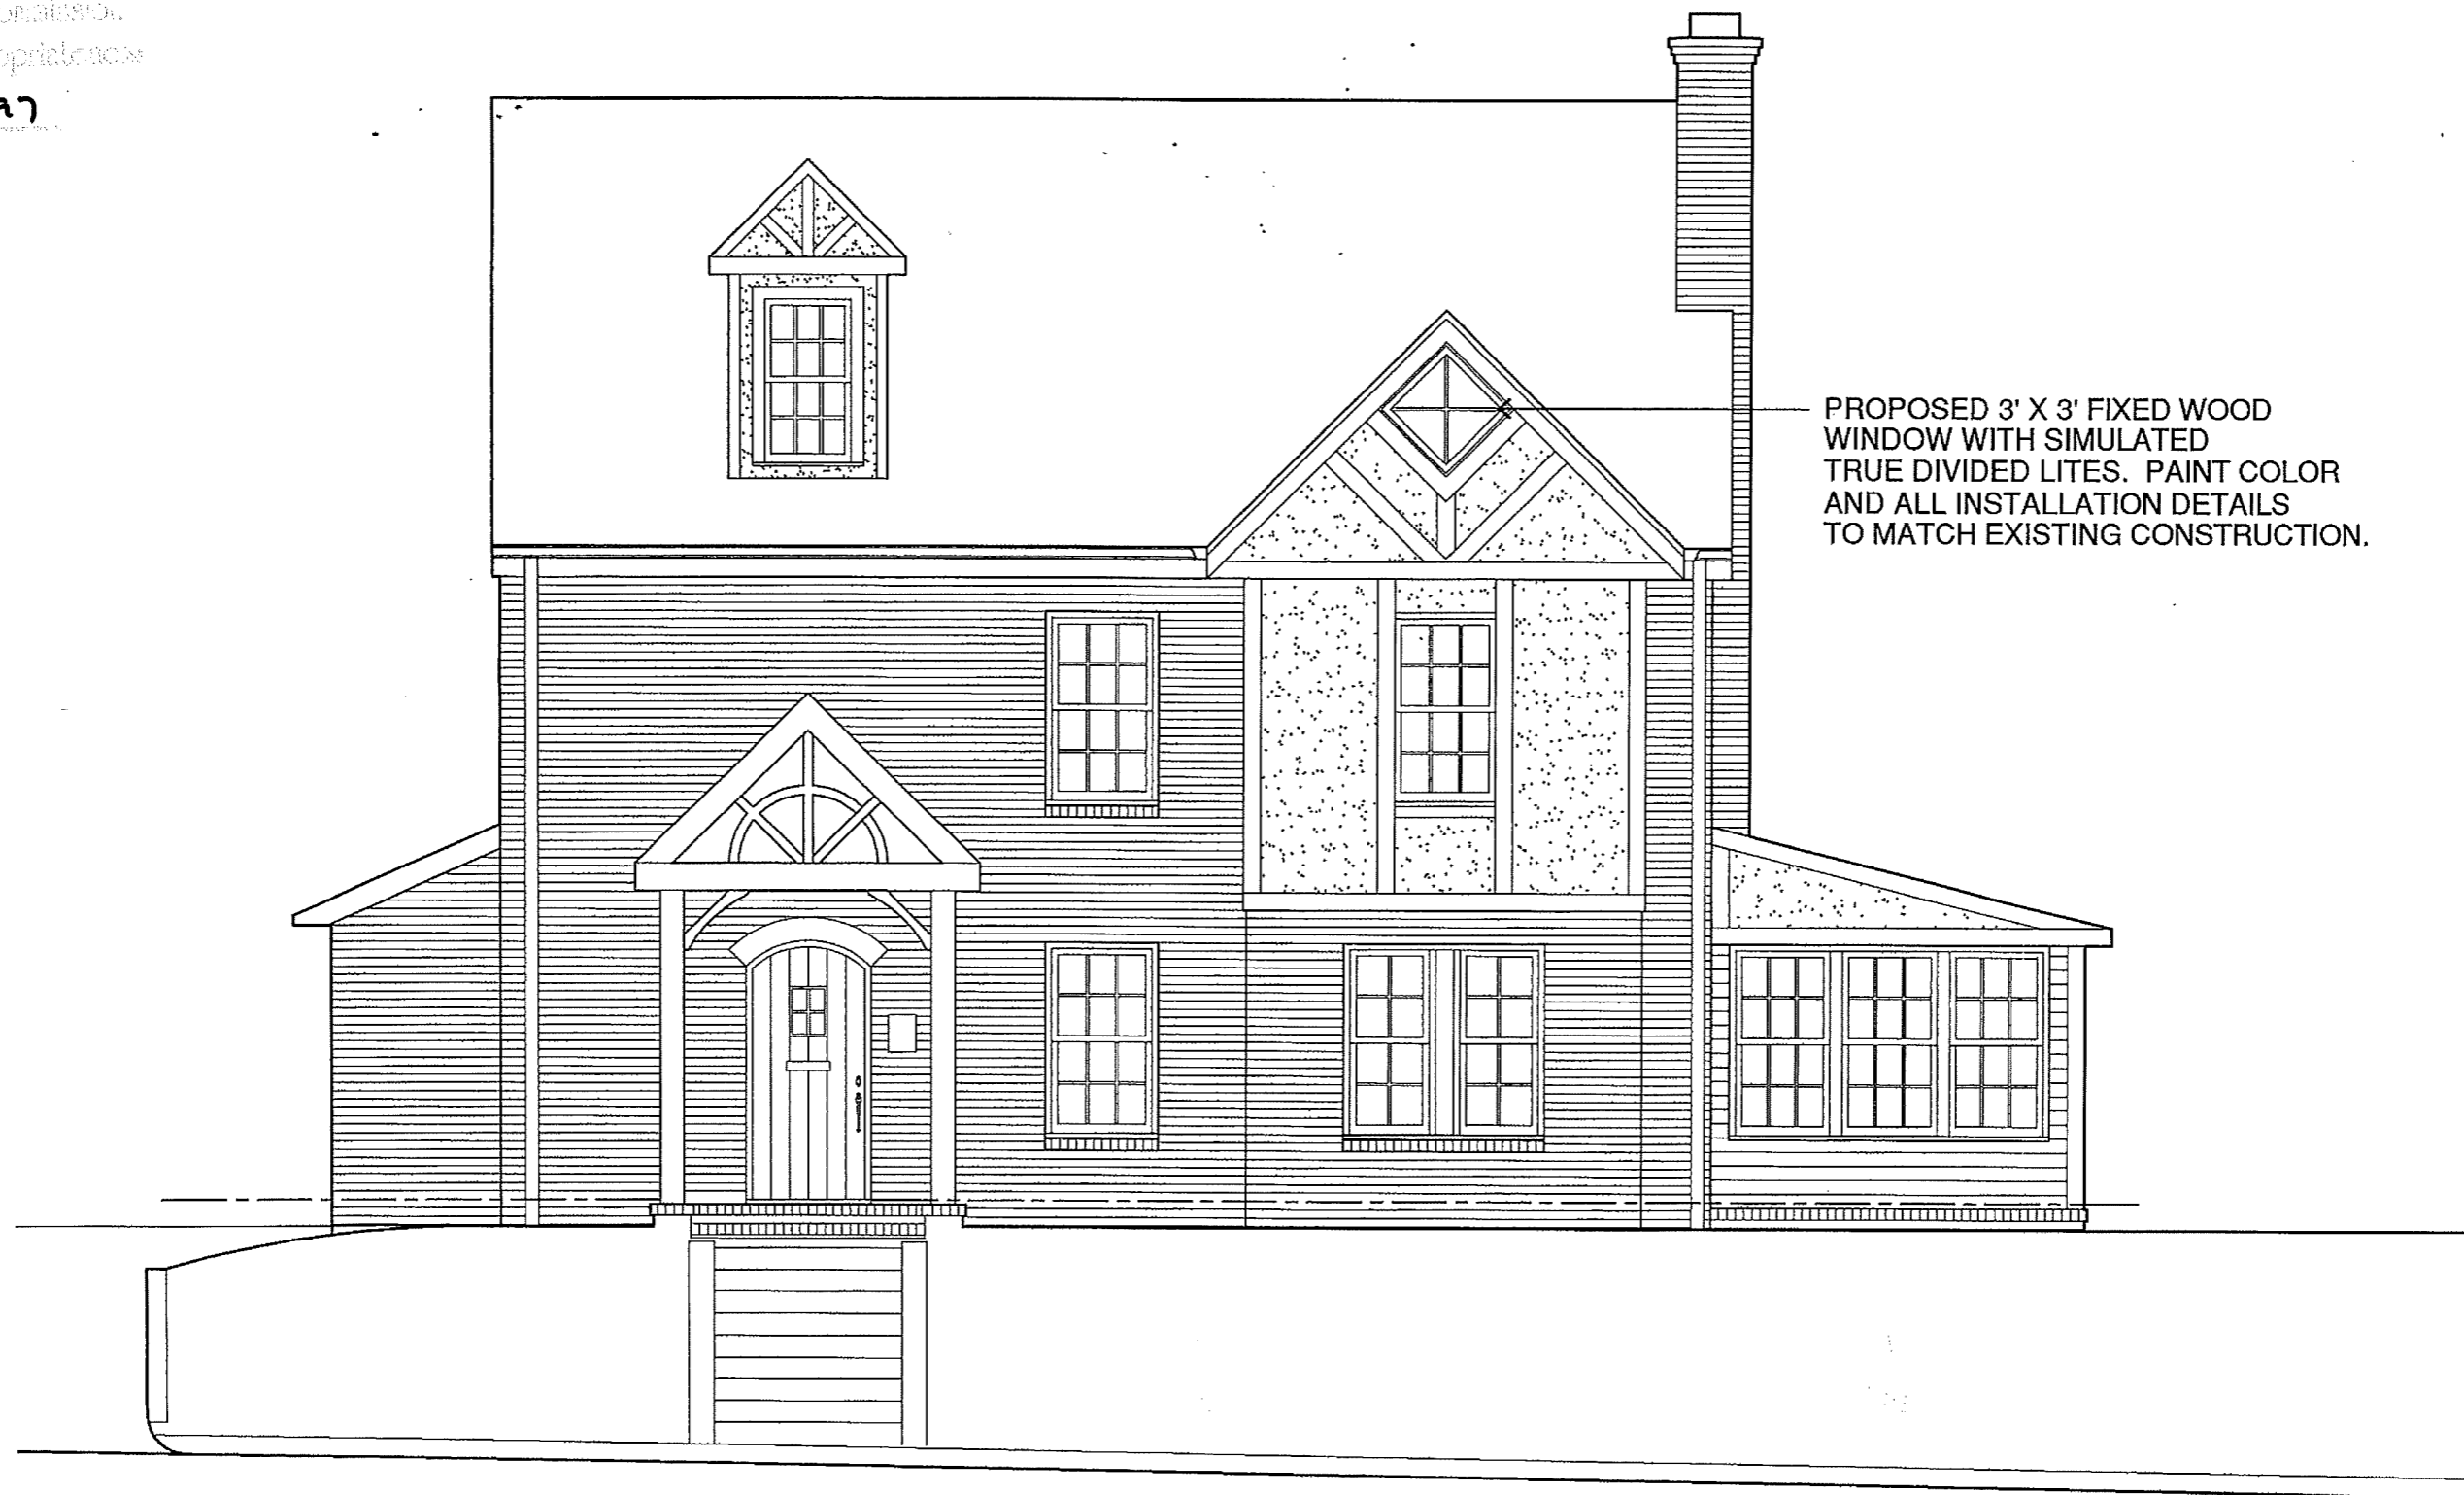 PROPOSED 3' X 3' FIXED WOOD
WINDOW WITH SIMULATED
TRUE DIVIDED LITES.  PAINT COLOR
AND ALL INSTALLATION DETAILS
TO MATCH EXISTING CONSTRUCTION.